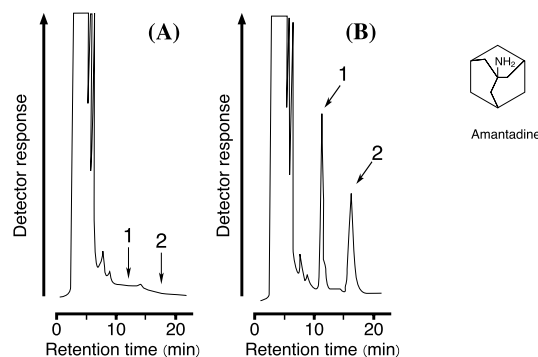 (A)
Detector response
1
2
0
10
20
Retention time (min)
(B)
Detector response
1
2
0
10
20
Retention time (min)
NH2
Amantadine